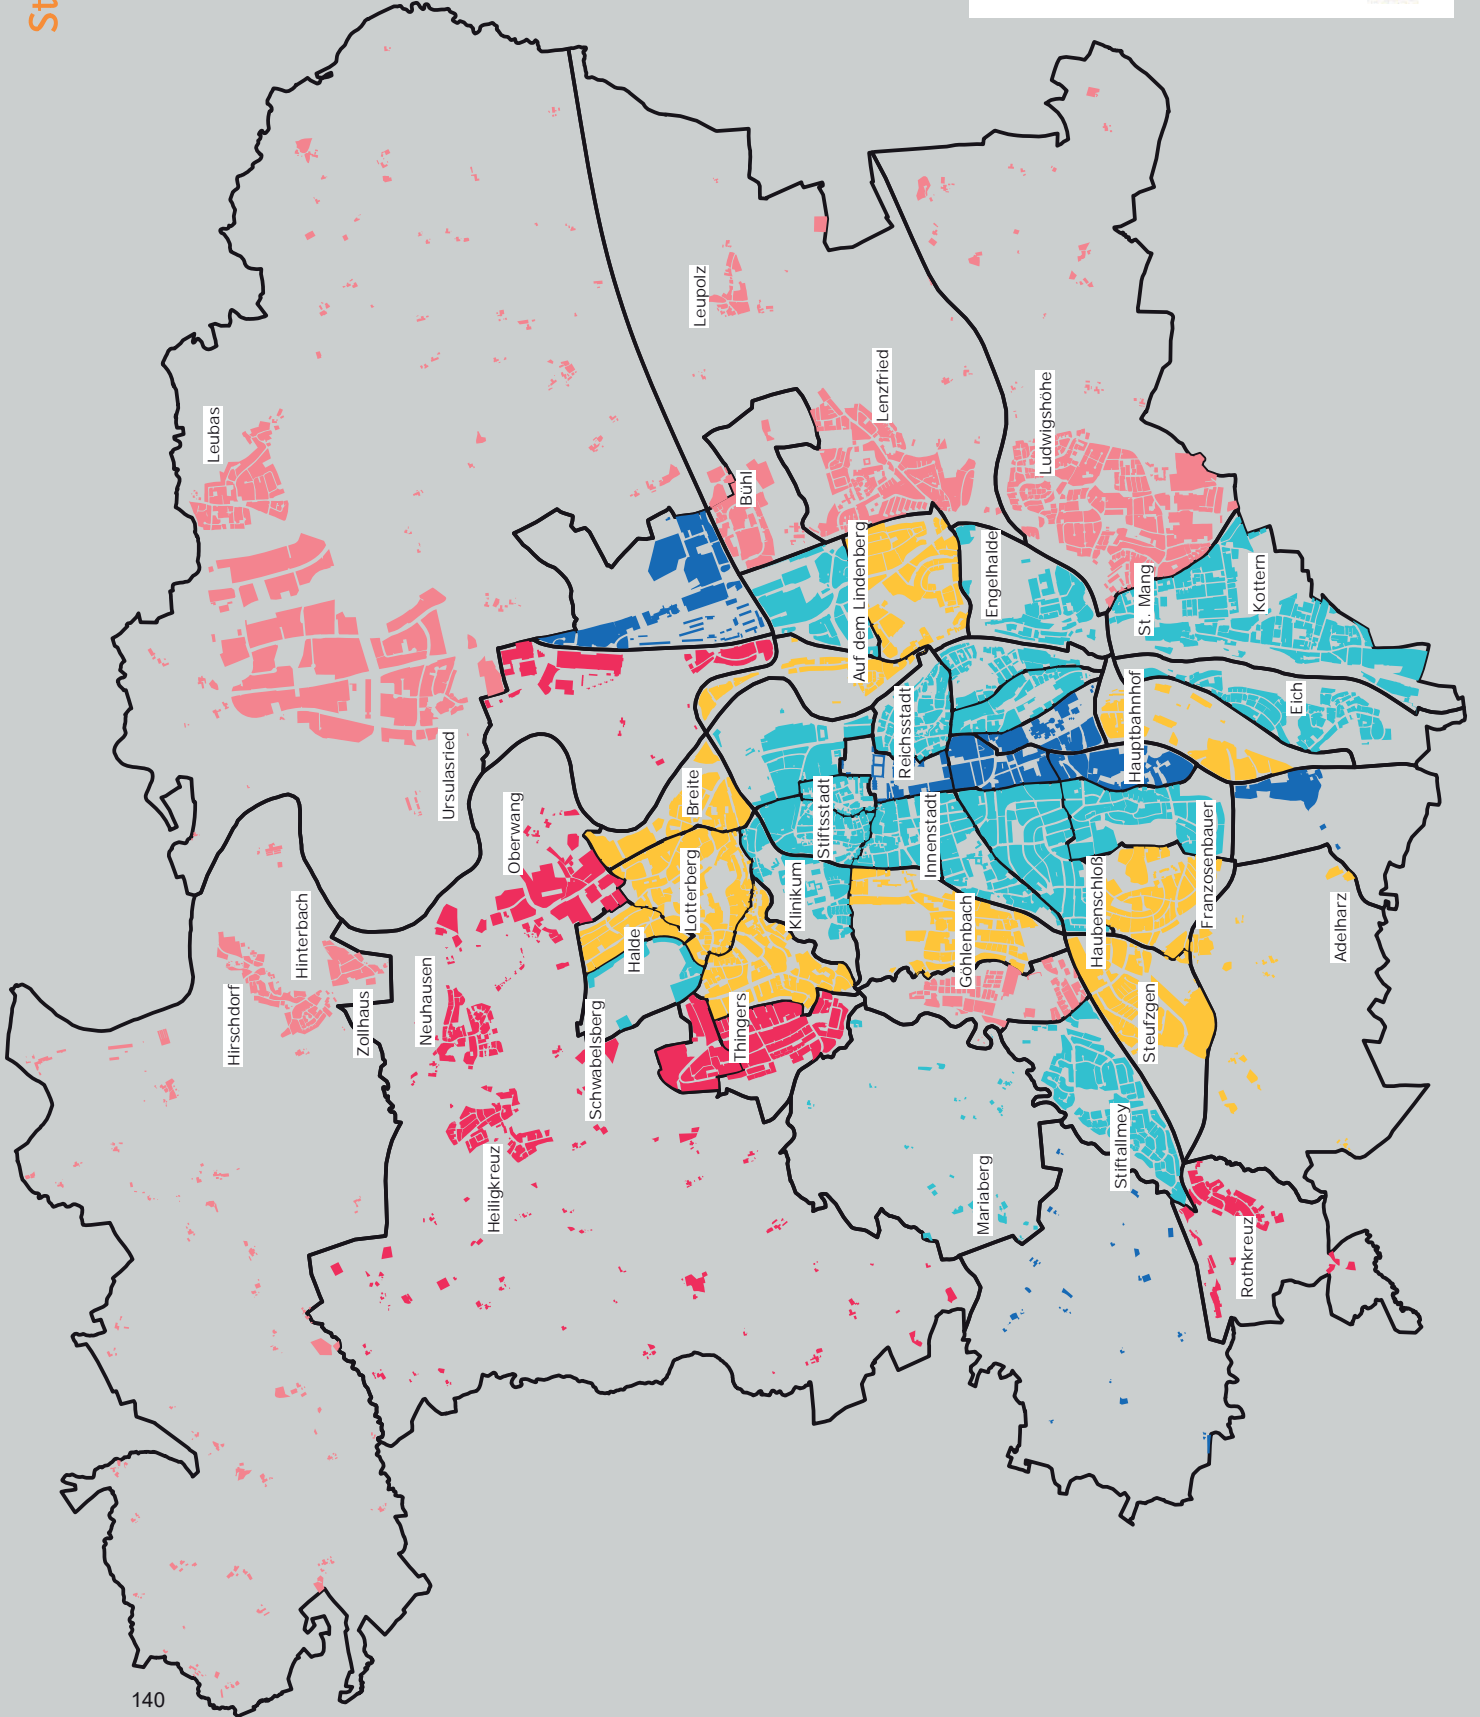 St
Leubas
Leupolz
Lenzfried
Ludwigshöhe
Bühl
Auf dem Lindenberg
Engelhalde
St. Mang
Kottern
Ursulasried
Reichsstadt
Hauptbahnhof
Eich
Oberwang
Breite
Stiftsstadt
Innenstadt
Franzosenbauer
Hinterbach
Lotterberg
Klinikum
Haubenschloß
Göhlenbach
Adelharz
Halde
Hirschdorf
Zollhaus
Neuhausen
Schwabelsberg
Thingers
Steufzgen
Heiligkreuz
Mariaberg
Stiftallmey
Rothkreuz
140